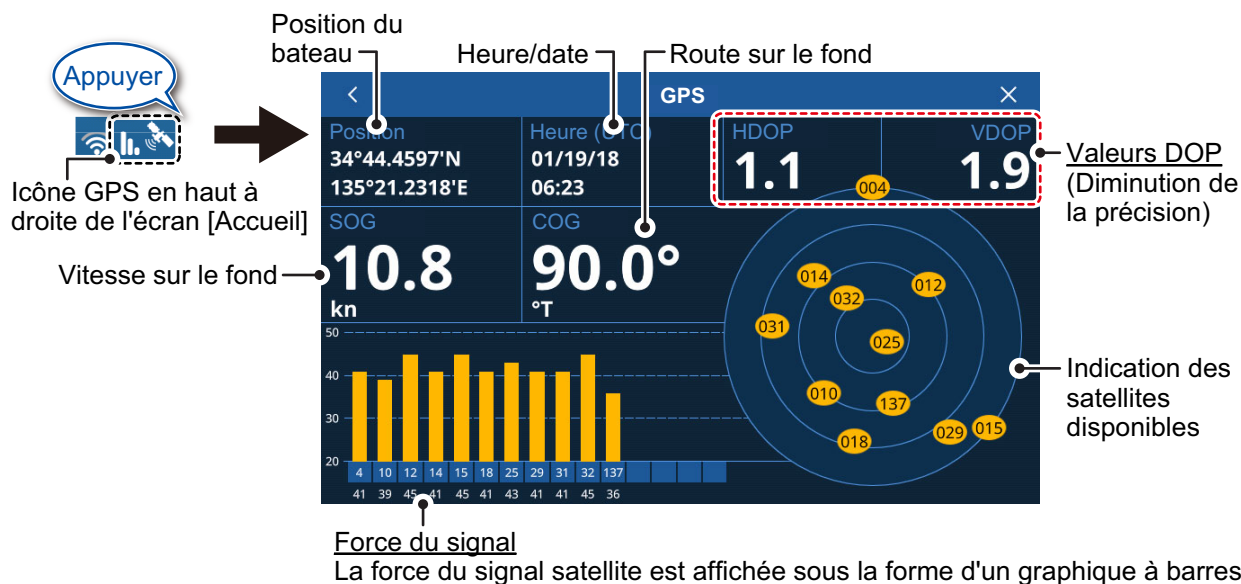 Position du
bateau
Heure/date
Route sur le fond
Appuyer
GPS
Position
34°44.4597'N
135°21.2318'E
Heure (UTC)
01/19/18
06:23
HDOP
1.1
VDOP
1.9
Valeurs DOP
(Diminution de
la précision)
Icône GPS en haut à
droite de l'écran [Accueil]
SOG
10.8
kn
COG
90.0°
°T
Vitesse sur le fond
004
014
032
012
031
025
010
137
018
029
015
Indication des
satellites
disponibles
50
40
30
20
4 10 12 14 15 18 25 29 31 32 137
41 39 45 41 45 41 43 41 41 45 36
Force du signal
La force du signal satellite est affichée sous la forme d'un graphique à barres